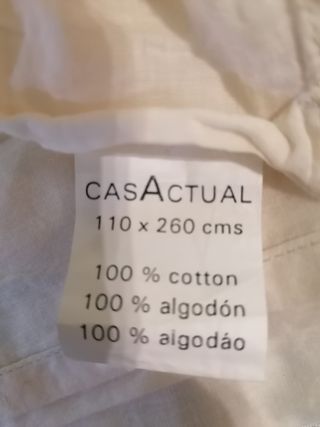 CASACTUAL
110 x 260 cms
100 % cotton
100 % algodón
100 % algodáo